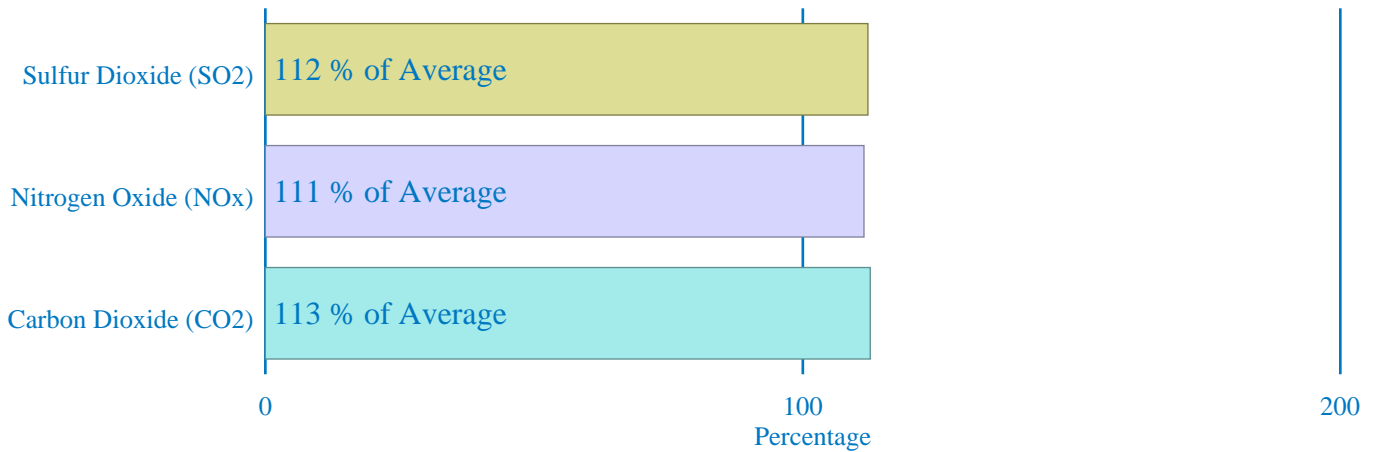 Sulfur Dioxide (SO2)
112 % of Average
Nitrogen Oxide (NOx)
111 % of Average
Carbon Dioxide (CO2)
113 % of Average
0 100 200
Percentage